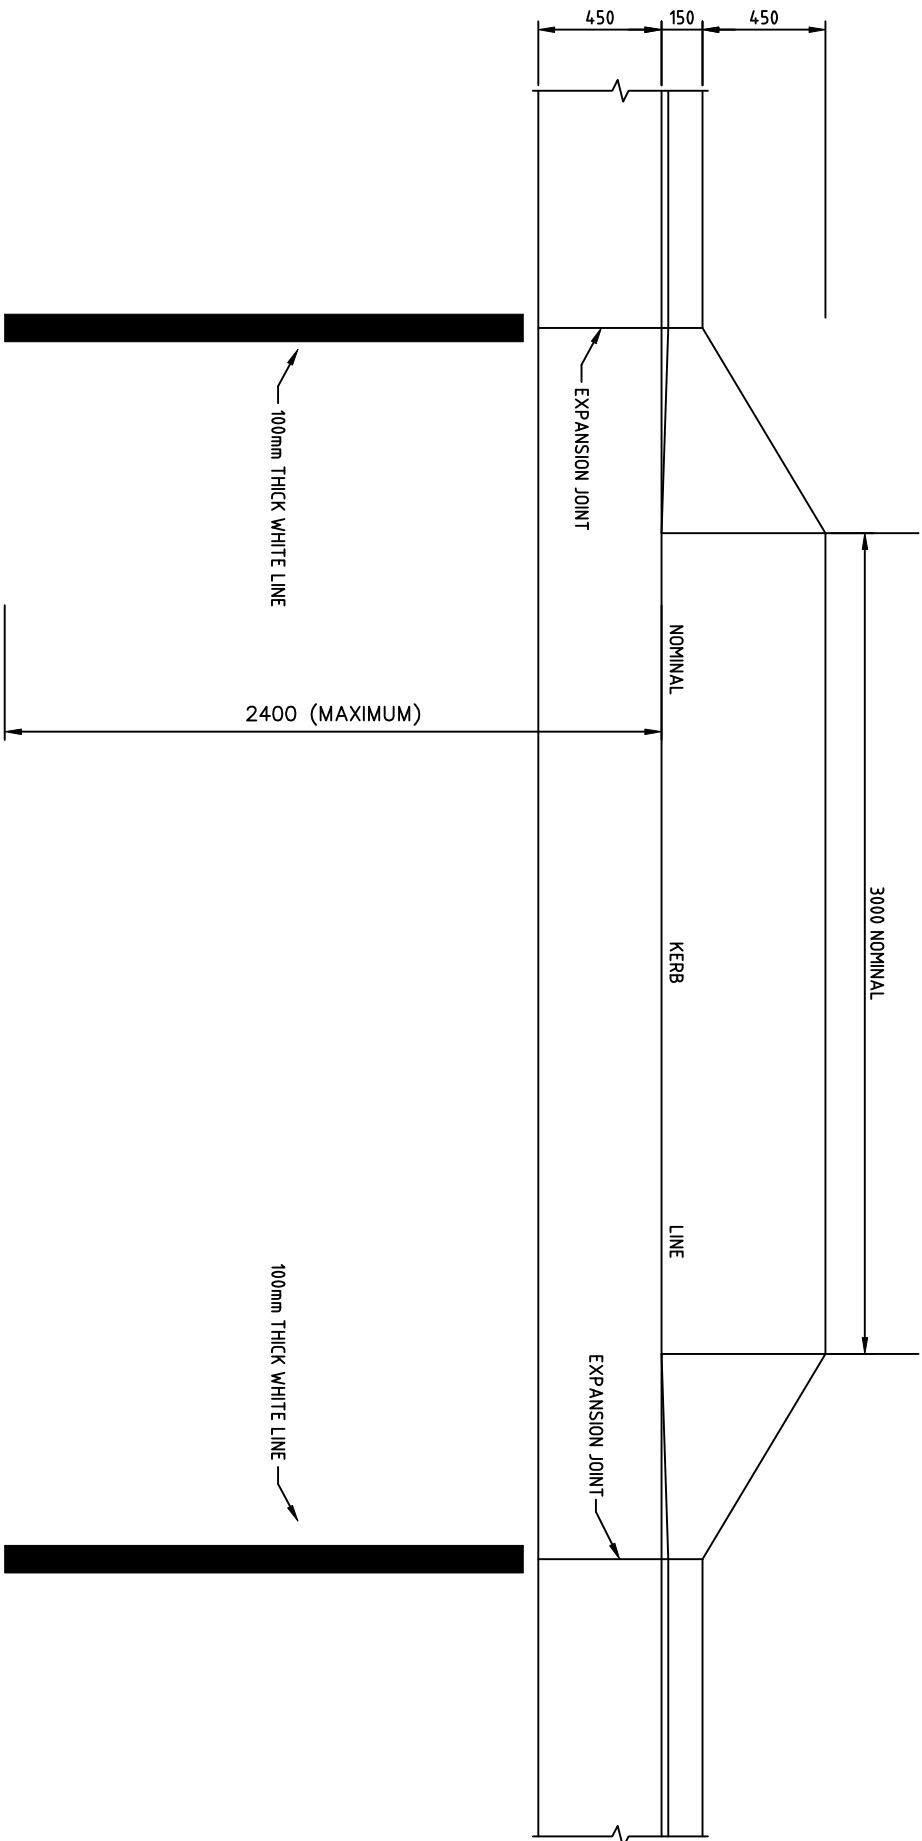 450
150
450
EXPANSION JOINT
100mm THICK WHITE LINE
NOMINAL
2400 (MAXIMUM)
3000 NOMINAL
KERB
LINE
100mm THICK WHITE LINE
EXPANSION JOINT